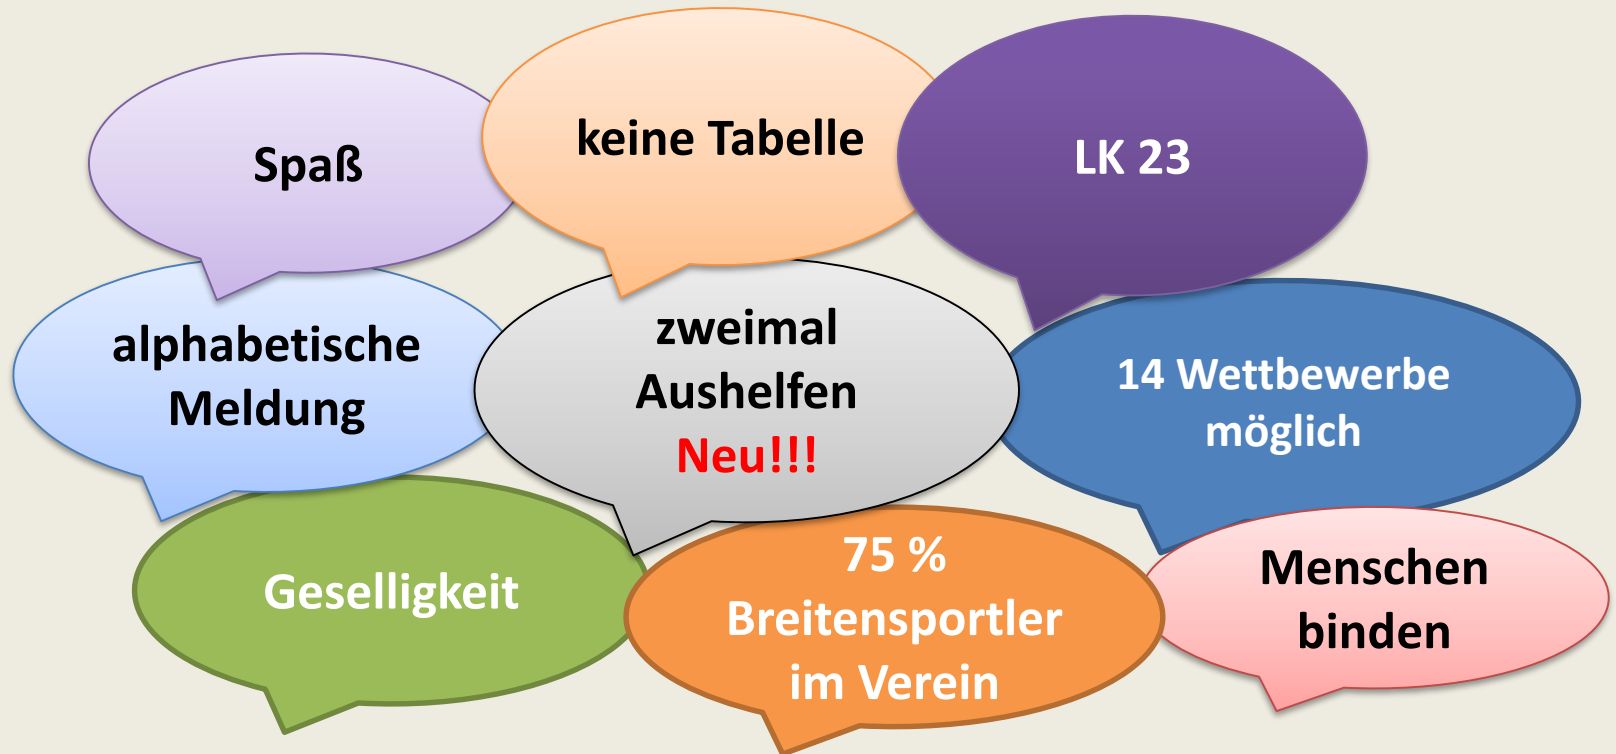 Spaß
keine Tabelle
LK 23
alphabetische
Meldung
zweimal
Aushelfen
Neu!!!
14 Wettbewerbe
möglich
Geselligkeit
75 %
Breitensportler
im Verein
Menschen
binden